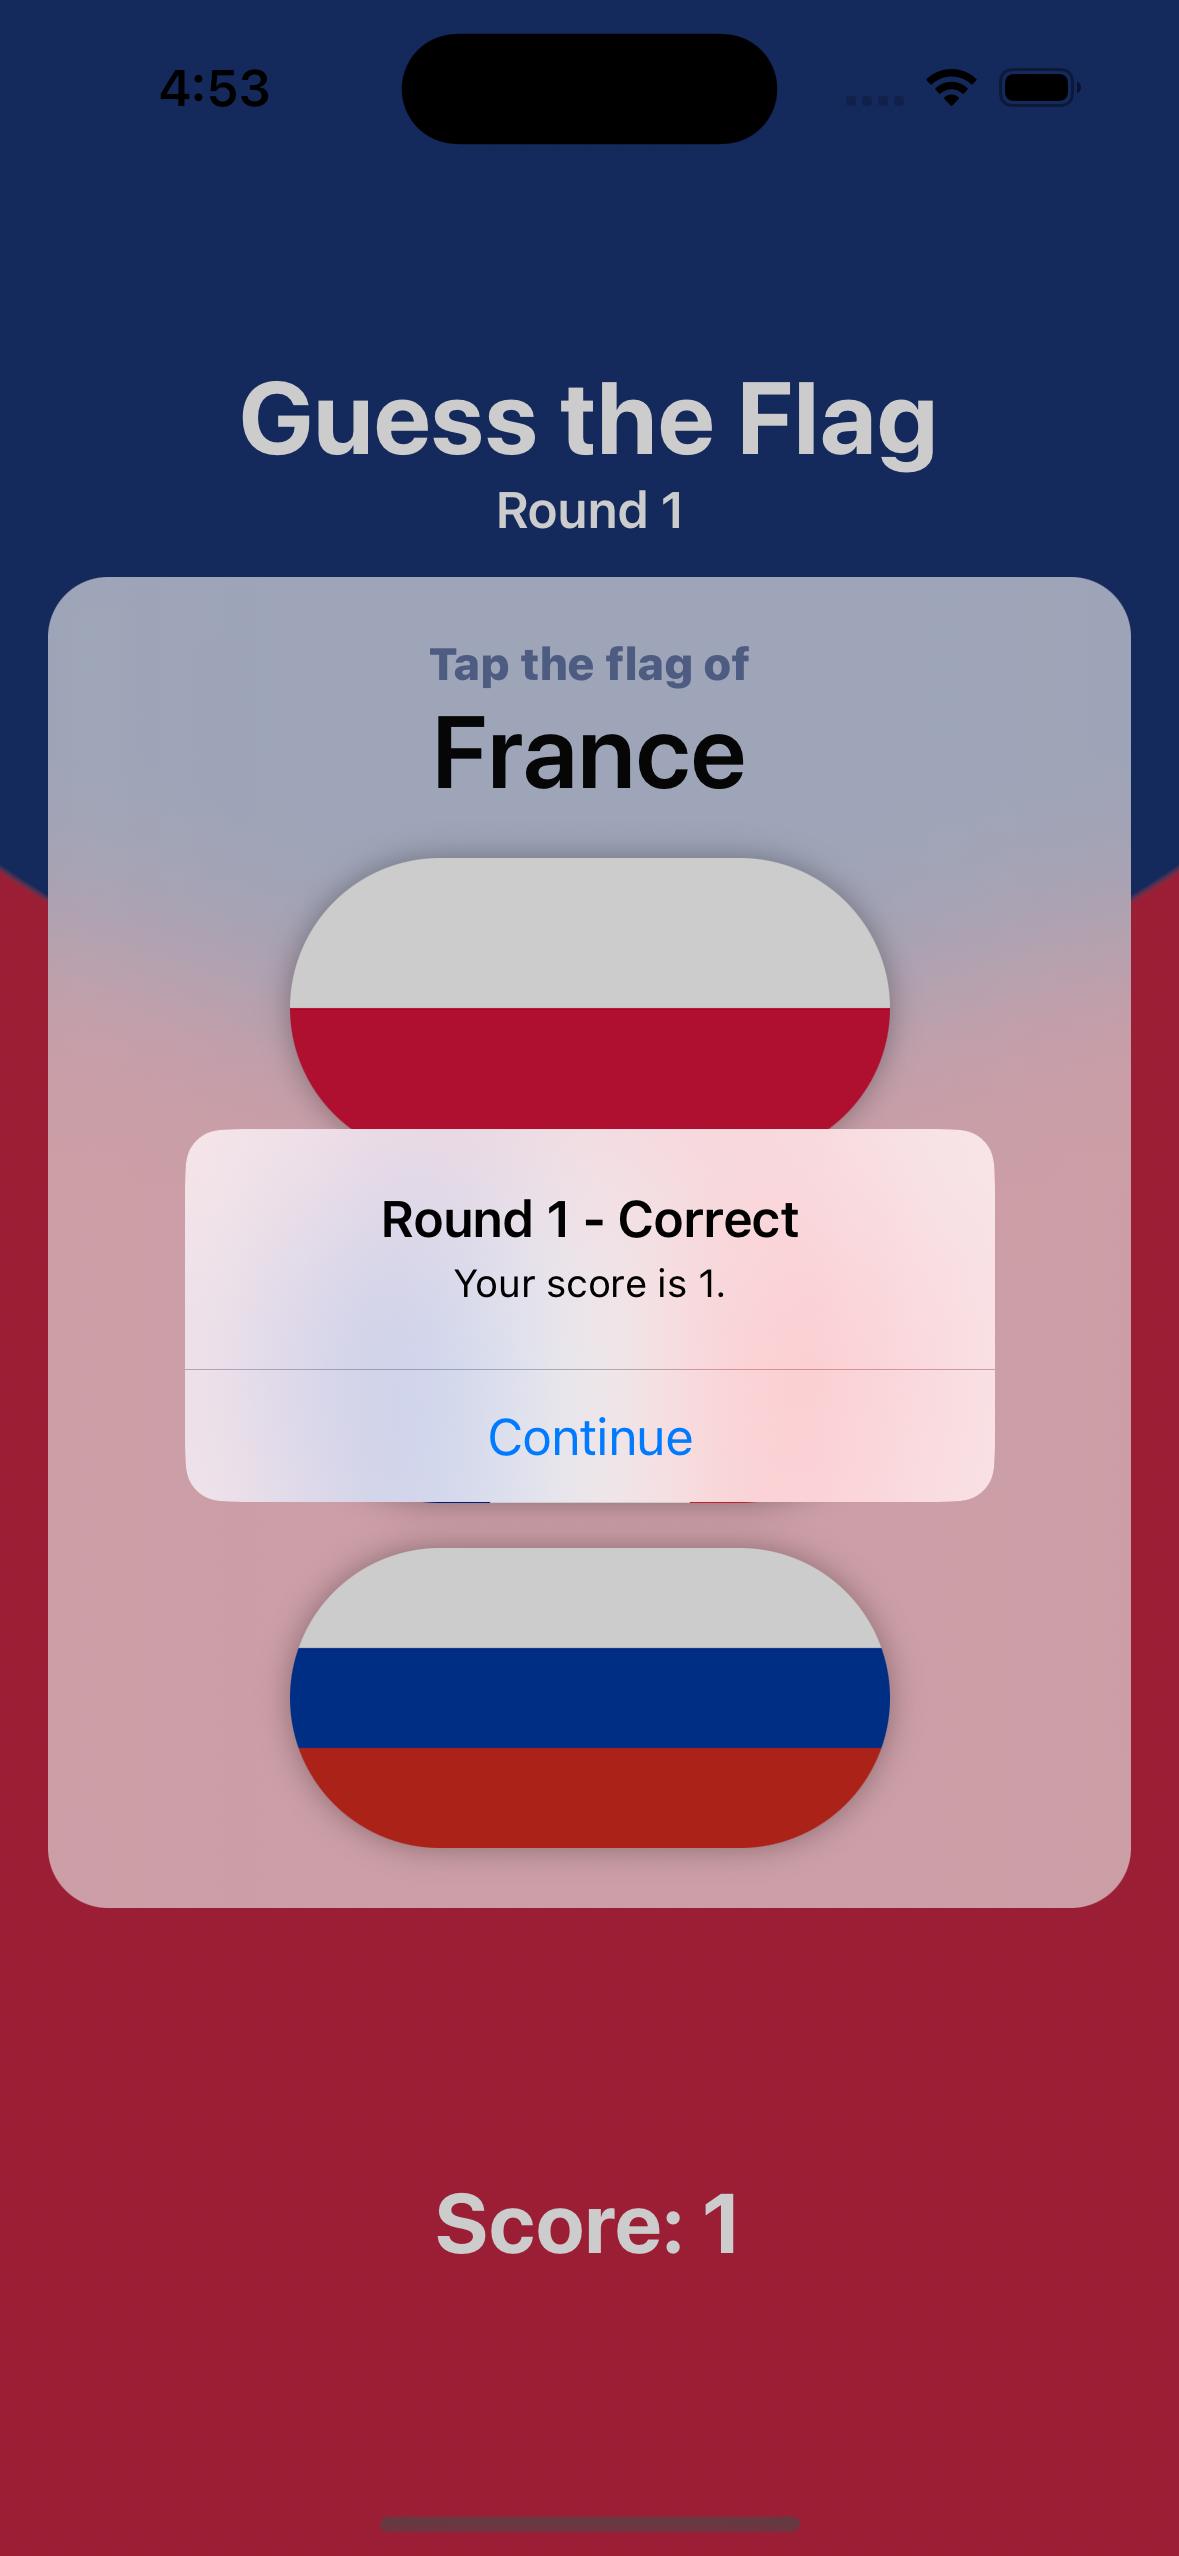 4:53
Guess the Flag
Round 1
Tap the flag of
France
Round 1 - Correct
Your score is 1.
Continue
Score: 1